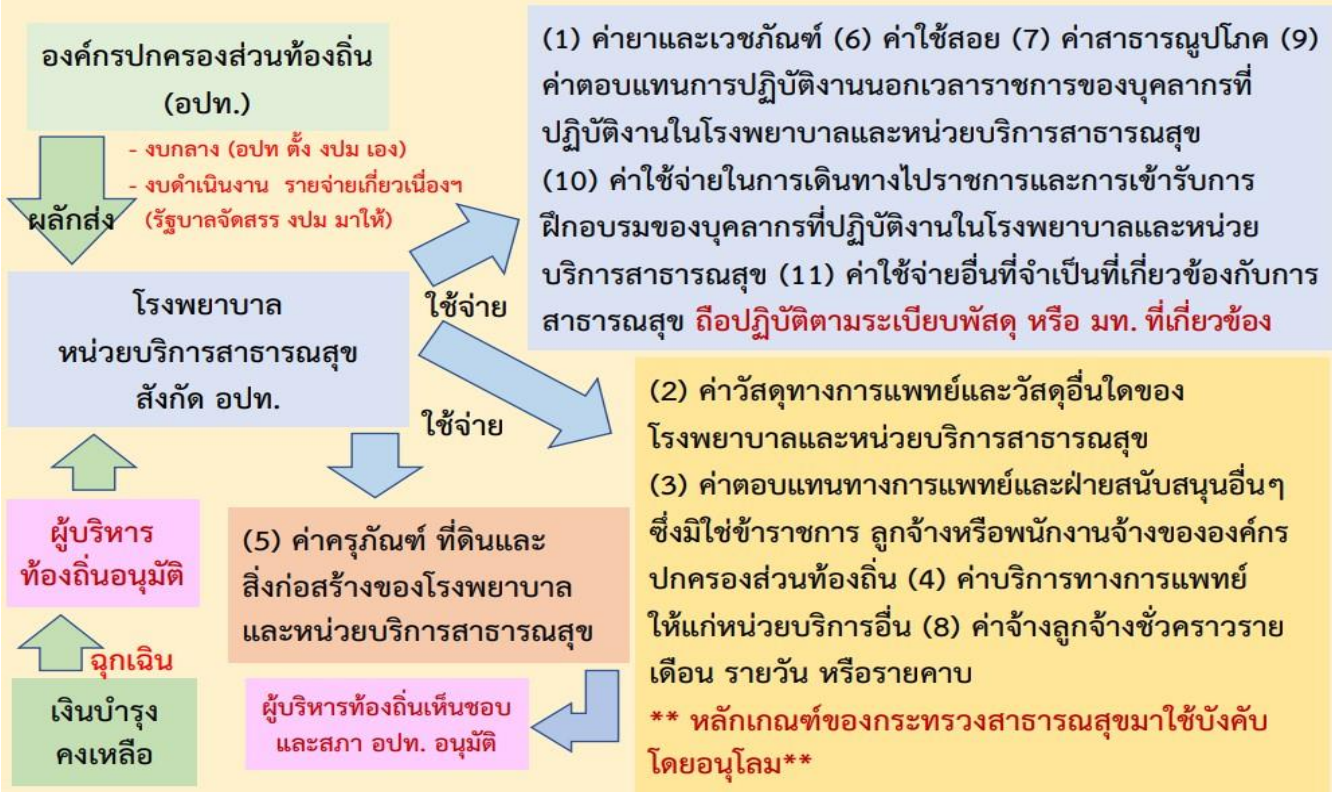 องค์กรปกครองส่วนท้องถิ่น
(อปท.)
- งบกลาง (อปท ตั้ง งปม เอง)
- งบดำเนินงาน รายจ่ายเกี่ยวเนื่องฯ
(รัฐบาลจัดสรร งปม มาให้)
ผลักส่ง
โรงพยาบาล
หน่วยบริการสาธารณสุข
สังกัด อปท.
ใช้จ่าย
(1) ค่ายาและเวชภัณฑ์ (6) ค่าใช้สอย (7) ค่าสาธารณูปโภค (9)
ค่าตอบแทนการปฏิบัติงานนอกเวลาราชการของบุคลากรที่
ปฏิบัติงานในโรงพยาบาลและหน่วยบริการสาธารณสุข
(10) ค่าใช้จ่ายในการเดินทางไปราชการและการเข้ารับการ
ฝึกอบรมของบุคลากรที่ปฏิบัติงานในโรงพยาบาลและหน่วย
บริการสาธารณสุข (11) ค่าใช้จ่ายอื่นที่จำเป็นที่เกี่ยวข้องกับการ
สาธารณสุข ถือปฏิบัติตามระเบียบพัสดุ หรือ มท. ที่เกี่ยวข้อง
ใช้จ่าย
(2) ค่าวัสดุทางการแพทย์และวัสดุอื่นใดของ
โรงพยาบาลและหน่วยบริการสาธารณสุข
(3) ค่าตอบแทนทางการแพทย์และฝ่ายสนับสนุนอื่นๆ
ซึ่งมิใช่ข้าราชการ ลูกจ้างหรือพนักงานจ้างขององค์กร
ปกครองส่วนท้องถิ่น (4) ค่าบริการทางการแพทย์
ให้แก่หน่วยบริการอื่น (8) ค่าจ้างลูกจ้างชั่วคราวราย
เดือน รายวัน หรือรายคาบ
** หลักเกณฑ์ของกระทรวงสาธารณสุขมาใช้บังคับ
โดยอนุโลม**
(5) ค่าครุภัณฑ์ ที่ดินและ
สิ่งก่อสร้างของโรงพยาบาล
และหน่วยบริการสาธารณสุข
ผู้บริหารท้องถิ่นเห็นชอบ
และสภา อปท. อนุมัติ
ผู้บริหาร
ท้องถิ่นอนุมัติ
ฉุกเฉิน
เงินบำรุง
คงเหลือ